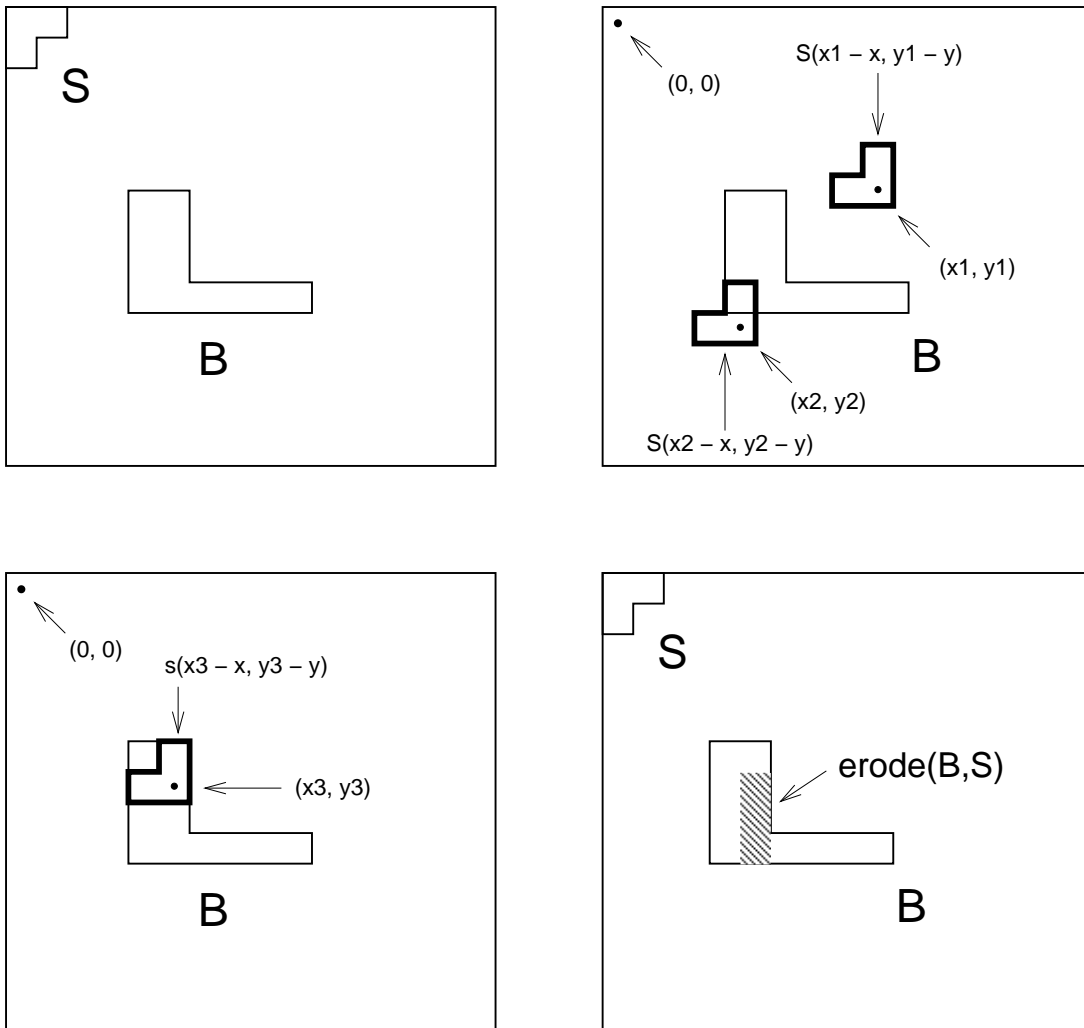 S
B
(0, 0)
S(x1 − x, y1 − y)
(x1, y1)
B
(x2, y2)
S(x2 − x, y2 − y)
(0, 0)
s(x3 − x, y3 − y)
(x3, y3)
B
S
erode(B,S)
B